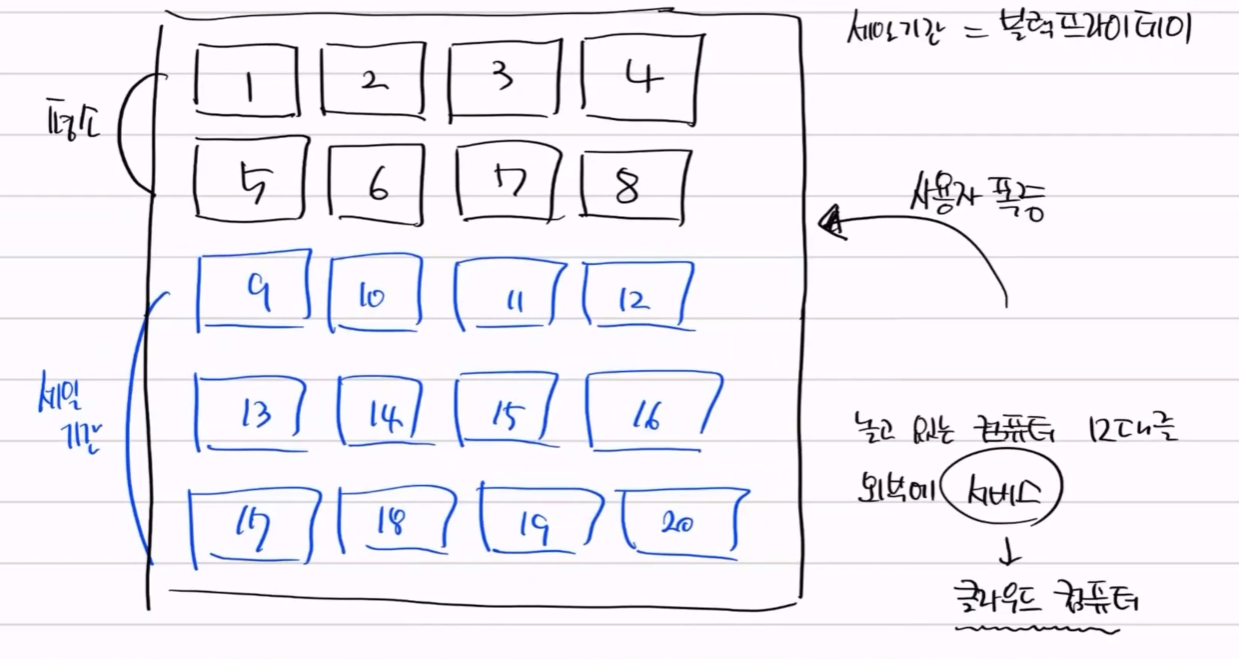 세일기간 = 블랙프라이데이
평소
1 2 3 4
5 6 7 8
사용자 폭증
9 10 11 12
세일
기간
13 14 15 16
17 18 19 20
놀고 있는 컴퓨터 12대를
외부에 서비스
클라우드 컴퓨터